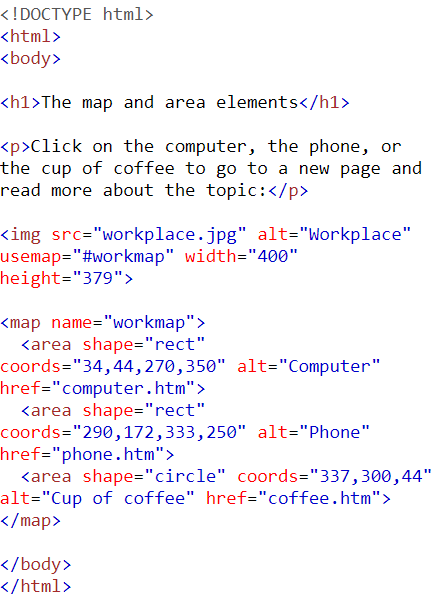 <!DOCTYPE html>
<html>
<body>
<h1>The map and area elements</h1>
<p>Click on the computer, the phone, or
the cup of coffee to go to a new page and
read more about the topic:</p>
<img src="workplace.jpg" alt="Workplace"
usemap="#workmap" width="400"
height="379">
<map name="workmap">
<area shape="rect"
coords="34,44,270,350" alt="Computer"
href="computer.htm">
<area shape="rect"
coords="290,172,333,250" alt="Phone"
href="phone.htm">
<area shape="circle" coords="337,300,44"
alt="Cup of coffee" href="coffee.htm">
</map>
</body>
</html>